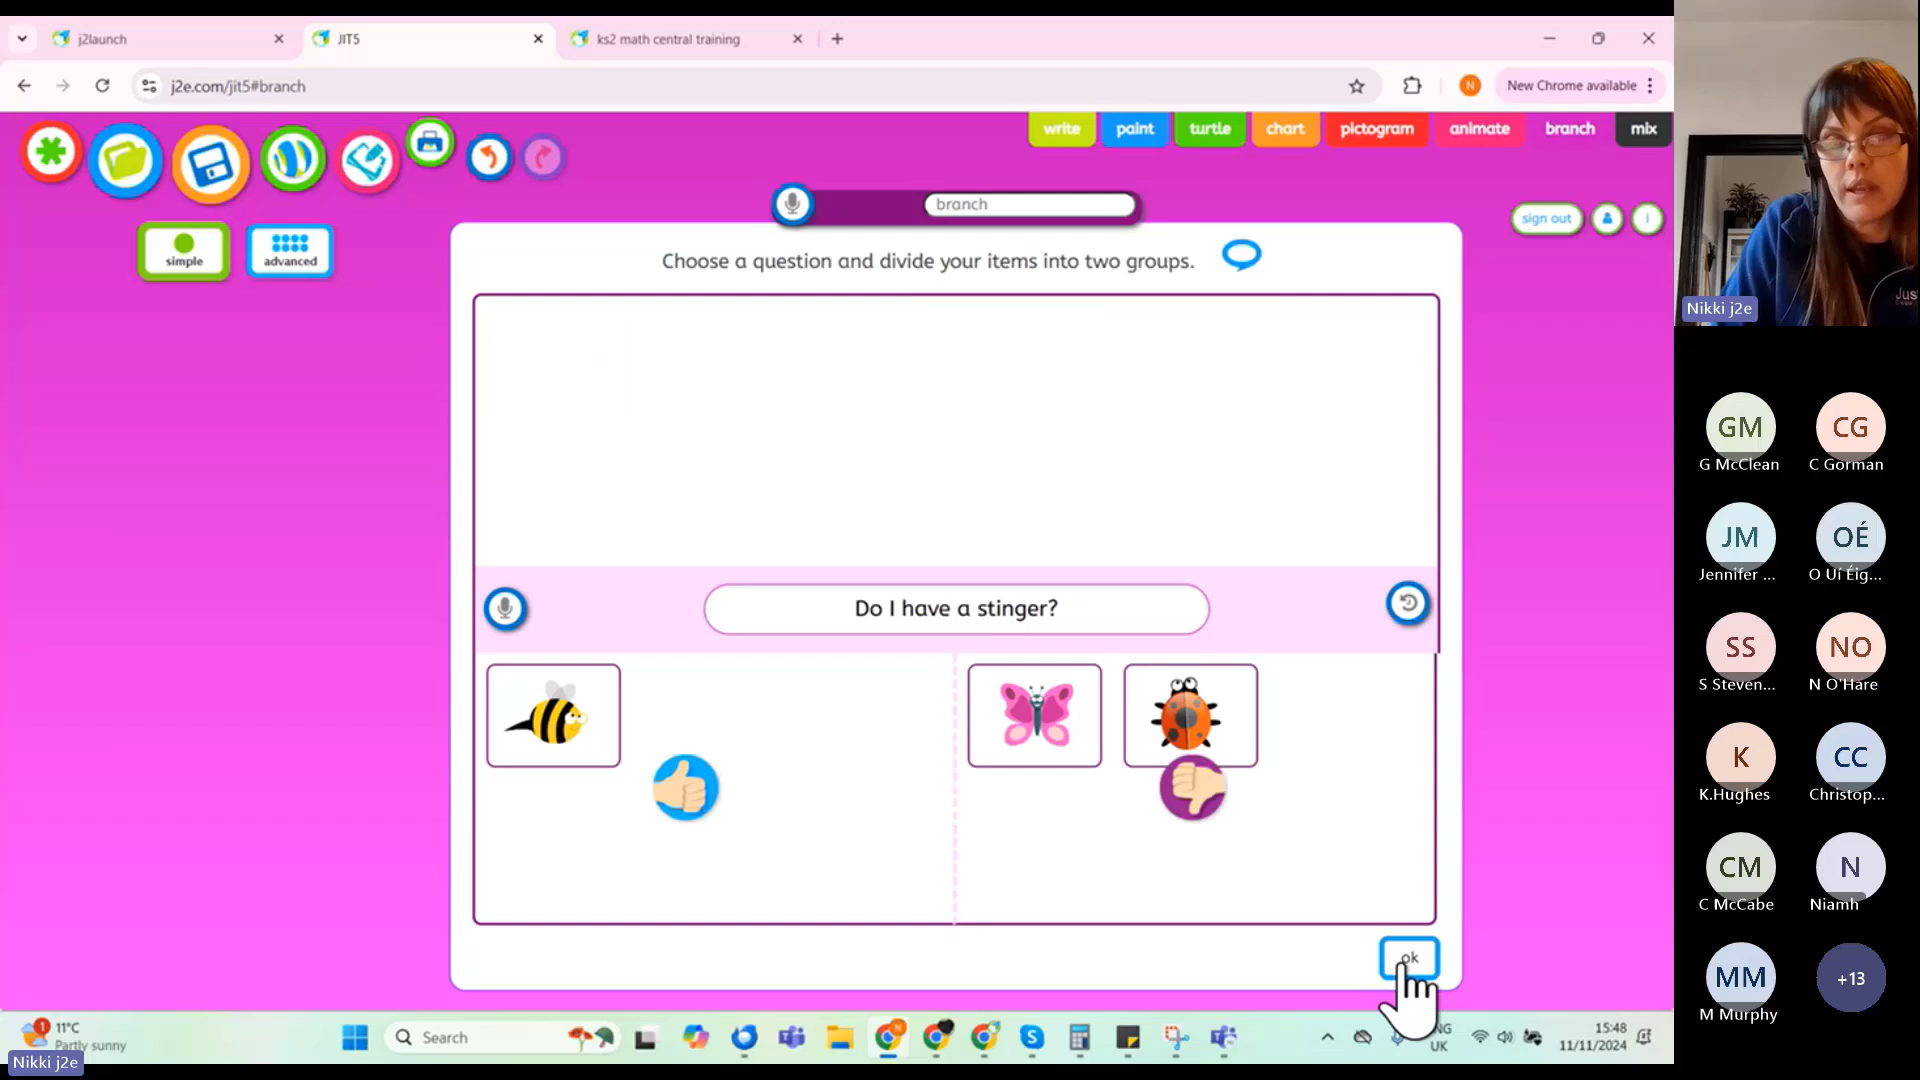 j2launch
JIT5
ks2 math central training
j2e.com/jit5#branch
N
New Chrome available
write
paint
turtle
chart
pictogram
animate
branch
mix
branch
sign out
i
simple
advanced
Choose a question and divide your items into two groups.
Do I have a stinger?
ok
Jus
Nikki j2e
GM
G McClean
CG
C Gorman
JM
Jennifer ...
OÉ
O Uí Éig...
SS
S Steven...
NO
N O'Hare
K
K.Hughes
CC
Christop...
CM
C McCabe
N
Niamh
MM
M Murphy
+13
1
11°C
Partly sunny
Search
NG
UK
15:48
11/11/2024
Nikki j2e